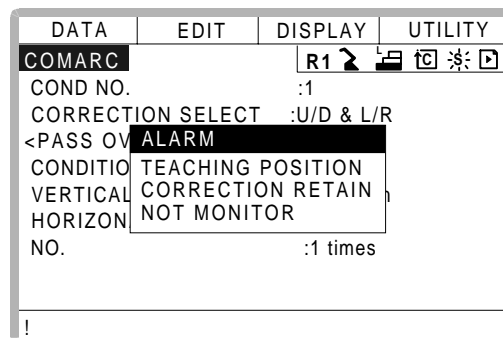 DATA EDIT DISPLAY UTILITY
COMARC R1 C S
COND NO. :1
CORRECTION SELECT :U/D & L/R
<PASS OV ALARM
CONDITIO TEACHING POSITION
VERTICAL CORRECTION RETAIN
HORIZON NOT MONITOR
NO. :1 times
!